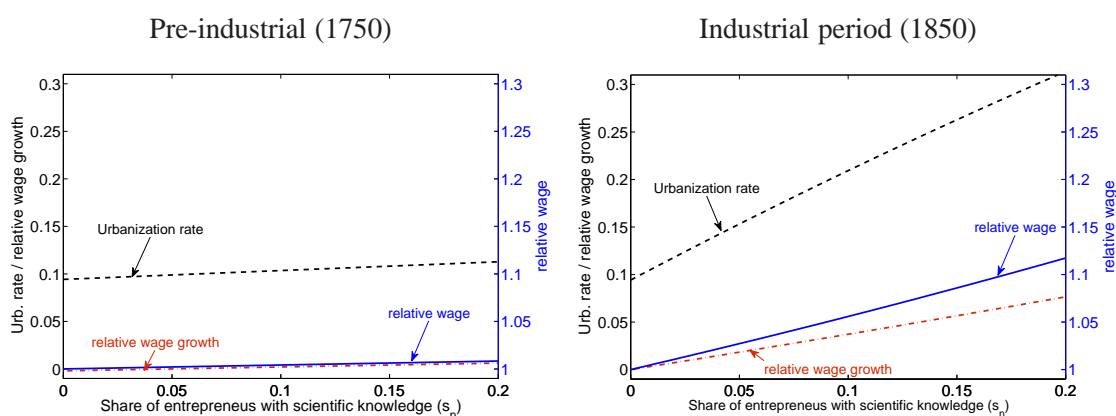 Pre-industrial (1750)
Urb. rate / relative wage growth
0.3
0.25
0.2
0.15
0.1
0.05
0
1.3
1.25
1.2
1.15
1.1
1.05
1
relative wage
Urbanization rate
relative wage
relative wage growth
0
0.05
0.1
0.15
0.2
Share of entrepreneus with scientific knowledge (s_n)
Industrial period (1850)
Urb. rate / relative wage growth
0.3
0.25
0.2
0.15
0.1
0.05
0
1.3
1.25
1.2
1.15
1.1
1.05
1
relative wage
Urbanization rate
relative wage
relative wage growth
0
0.05
0.1
0.15
0.2
Share of entrepreneus with scientific knowledge (s_n)